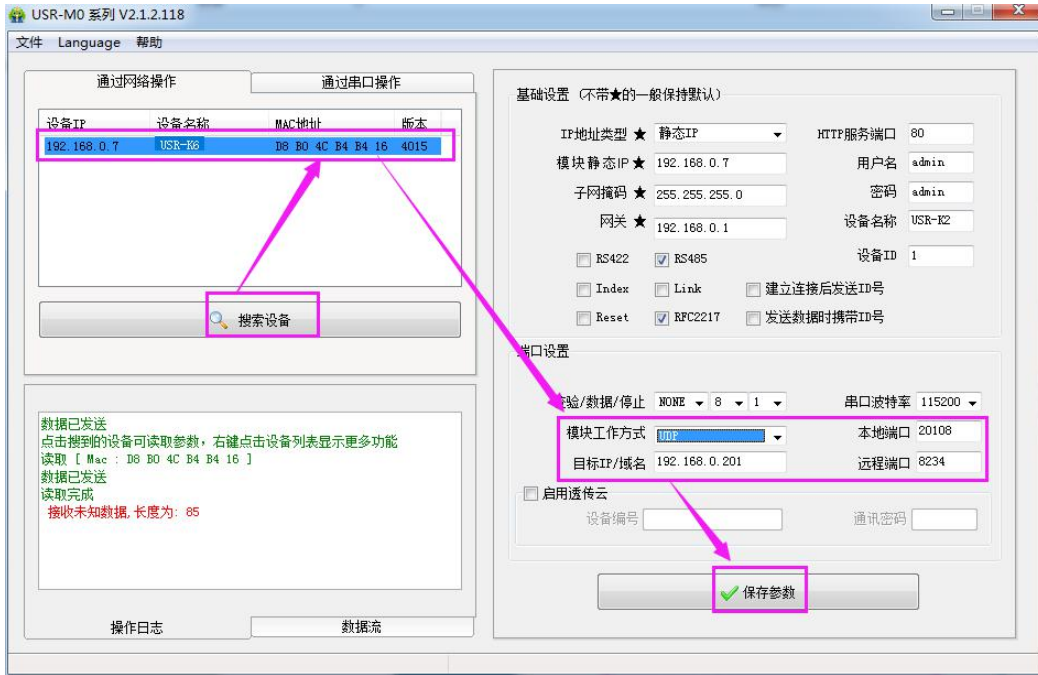 USR-M0 系列 V2.1.2.118
文件 Language 帮助
通过网络操作 通过串口操作
设备IP 设备名称 MAC地址 版本
192.168.0.7 USR-K6 D8 B0 4C B4 B4 16 4015
搜索设备
数据已发送
点击搜到的设备可读取参数，右键点击设备列表显示更多功能
读取 [ Mac : D8 B0 4C B4 B4 16 ]
数据已发送
读取完成
接收未知数据,长度为: 85
操作日志 数据流
基础设置 (不带★的一般保持默认)
IP地址类型 ★ 静态IP HTTP服务端口 80
模块静态IP ★ 192.168.0.7 用户名 admin
子网掩码 ★ 255.255.255.0 密码 admin
网关 ★ 192.168.0.1 设备名称 USR-K2
RS422 RS485 设备ID 1
Index Link 建立连接后发送ID号
Reset RFC2217 发送数据时携带ID号
端口设置
校验/数据/停止 NONE 8 1 串口波特率 115200
模块工作方式 UDP 本地端口 20108
目标IP/域名 192.168.0.201 远程端口 8234
启用透传云
设备编号 通讯密码
保存参数